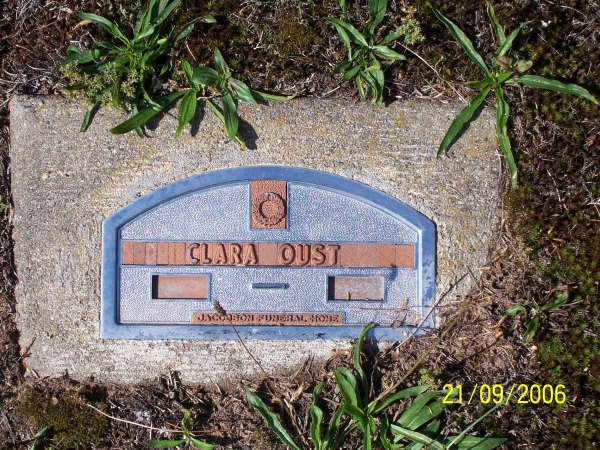 CLARA OUST
JACOBSON FUNERAL HOME
21/09/2006